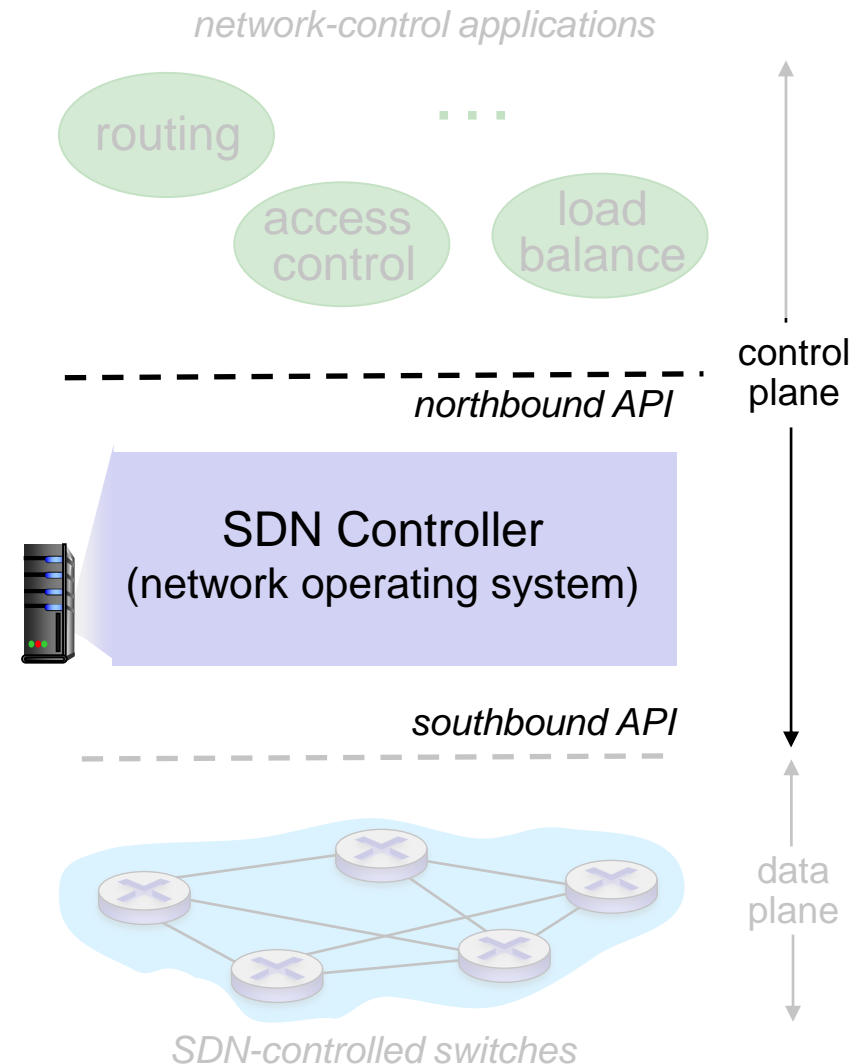 network-control applications
routing
. . .
access
control
load
balance
control
plane
northbound API
SDN Controller
(network operating system)
southbound API
data
plane
SDN-controlled switches